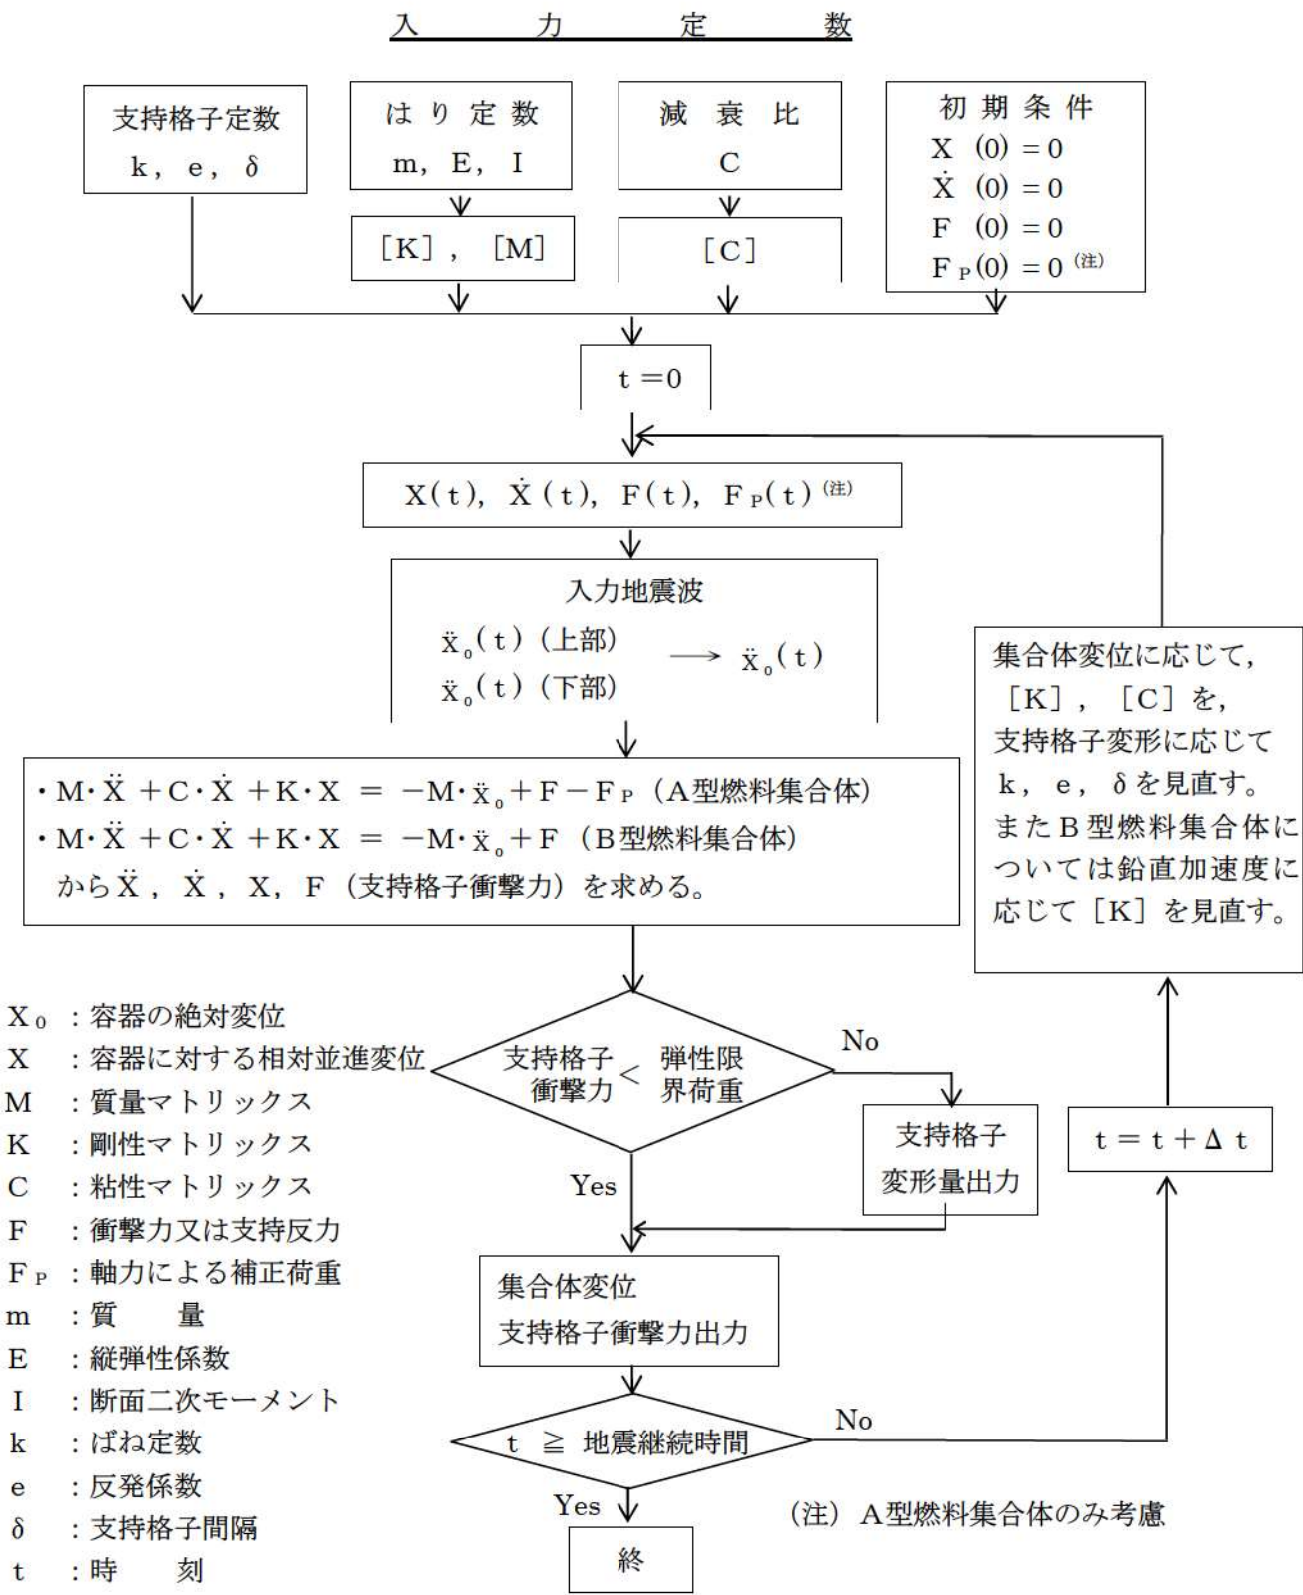 入力定数
支持格子定数
k, e, δ
はり定数
m, E, I
[K], [M]
減衰比
C
[C]
初期条件
X (0) = 0
Ẋ (0) = 0
F (0) = 0
F_P(0) = 0 (注)
t = 0
X(t), Ẋ(t), F(t), F_P(t) (注)
入力地震波
ẍ₀(t)(上部)
ẍ₀(t)(下部)
→ ẍ₀(t)
・M・Ẍ + C・Ẋ + K・X = −M・ẍ₀ + F − F_P (A型燃料集合体)
・M・Ẍ + C・Ẋ + K・X = −M・ẍ₀ + F (B型燃料集合体)
からẌ, Ẋ, X, F(支持格子衝撃力)を求める。
集合体変位に応じて,
[K], [C]を,
支持格子変形に応じて
k, e, δを見直す。
またB型燃料集合体に
ついては鉛直加速度に
応じて[K]を見直す。
支持格子
衝撃力
<
弾性限
界荷重
No
Yes
支持格子
変形量出力
t = t + Δt
集合体変位
支持格子衝撃力出力
t ≧ 地震継続時間
No
Yes
終
(注)A型燃料集合体のみ考慮
X₀ :容器の絶対変位
X :容器に対する相対並進変位
M :質量マトリックス
K :剛性マトリックス
C :粘性マトリックス
F :衝撃力又は支持反力
F_P :軸力による補正荷重
m :質 量
E :縦弾性係数
I :断面二次モーメント
k :ばね定数
e :反発係数
δ :支持格子間隔
t :時 刻